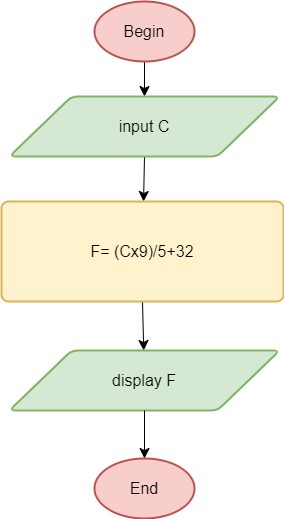 Begin
input C
F= (Cx9)/5+32
display F
End